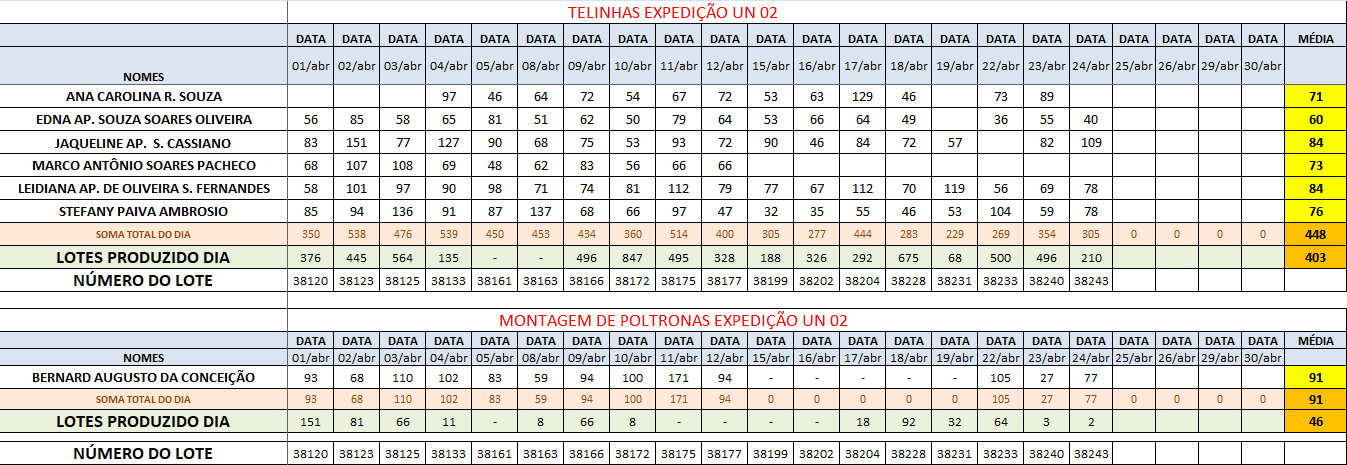 TELINHAS EXPEDIÇÃO UN 02
DATA DATA DATA DATA DATA DATA DATA DATA DATA DATA DATA DATA DATA DATA DATA DATA DATA DATA DATA DATA DATA DATA MÉDIA
NOMES 01/abr 02/abr 03/abr 04/abr 05/abr 08/abr 09/abr 10/abr 11/abr 12/abr 15/abr 16/abr 17/abr 18/abr 19/abr 22/abr 23/abr 24/abr 25/abr 26/abr 29/abr 30/abr
ANA CAROLINA R. SOUZA 97 46 64 72 54 67 72 53 63 129 46 73 89 71
EDNA AP. SOUZA SOARES OLIVEIRA 56 85 58 65 81 51 62 50 79 64 53 66 64 49 36 55 40 60
JAQUELINE AP. S. CASSIANO 83 151 77 127 90 68 75 53 93 72 90 46 84 72 57 82 109 84
MARCO ANTÔNIO SOARES PACHECO 68 107 108 69 48 62 83 56 66 66 73
LEIDIANA AP. DE OLIVEIRA S. FERNANDES 58 101 97 90 98 71 74 81 112 79 77 67 112 70 119 56 69 78 84
STEFANY PAIVA AMBROSIO 85 94 136 91 87 137 68 66 97 47 32 35 55 46 53 104 59 78 76
SOMA TOTAL DO DIA 350 538 476 539 450 453 434 360 514 400 305 277 444 283 229 269 354 305 0 0 0 0 448
LOTES PRODUZIDO DIA 376 445 564 135 - - 496 847 495 328 188 326 292 675 68 500 496 210 403
NÚMERO DO LOTE 38120 38123 38125 38133 38161 38163 38166 38172 38175 38177 38199 38202 38204 38228 38231 38233 38240 38243
MONTAGEM DE POLTRONAS EXPEDIÇÃO UN 02
DATA DATA DATA DATA DATA DATA DATA DATA DATA DATA DATA DATA DATA DATA DATA DATA DATA DATA DATA DATA DATA DATA MÉDIA
NOMES 01/abr 02/abr 03/abr 04/abr 05/abr 08/abr 09/abr 10/abr 11/abr 12/abr 15/abr 16/abr 17/abr 18/abr 19/abr 22/abr 23/abr 24/abr 25/abr 26/abr 29/abr 30/abr
BERNARD AUGUSTO DA CONCEIÇÃO 93 68 110 102 83 59 94 100 171 94 - - - - - 105 27 77 91
SOMA TOTAL DO DIA 93 68 110 102 83 59 94 100 171 94 0 0 0 0 0 105 27 77 0 0 0 0 91
LOTES PRODUZIDO DIA 151 81 66 11 - 8 66 8 - - - - 18 92 32 64 3 2 46
NÚMERO DO LOTE 38120 38123 38125 38133 38161 38163 38166 38172 38175 38177 38199 38202 38204 38228 38231 38233 38240 38243